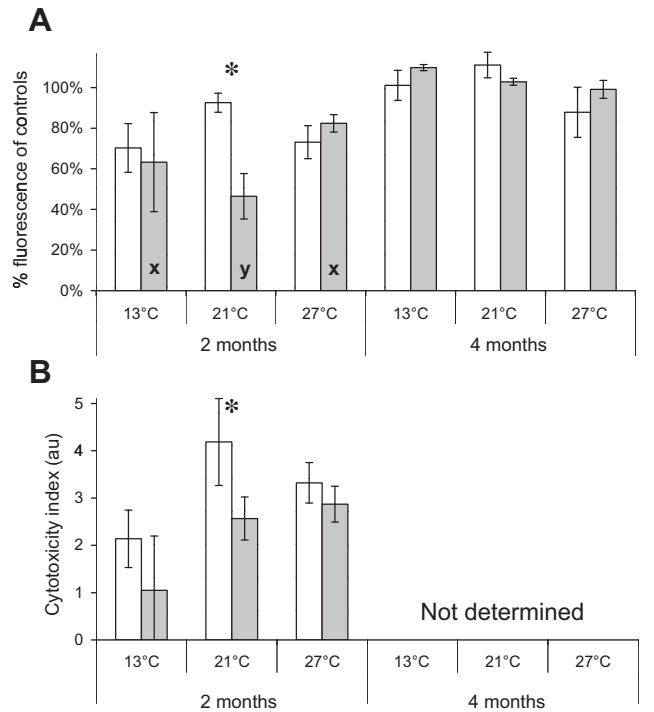 A
% fluorescence of controls
100%
80%
60%
40%
20%
0%
*
x
y
x
13°C 21°C 27°C 13°C 21°C 27°C
2 months 4 months
B
Cytotoxicity index (au)
5
4
3
2
1
0
*
Not determined
13°C 21°C 27°C 13°C 21°C 27°C
2 months 4 months